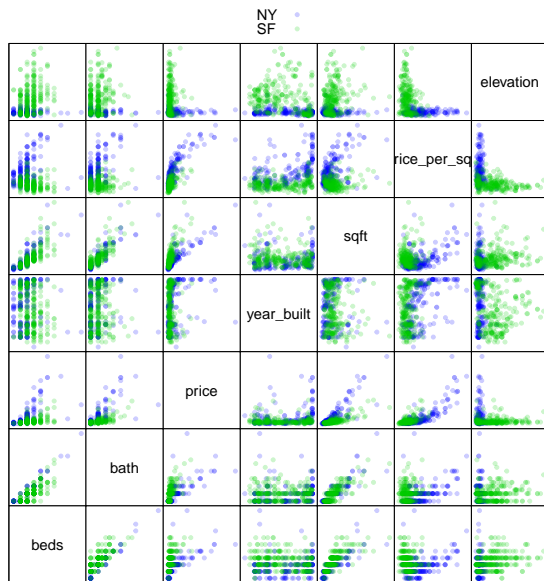 NY
SF
elevation
rice_per_sq
sqft
year_built
price
bath
beds